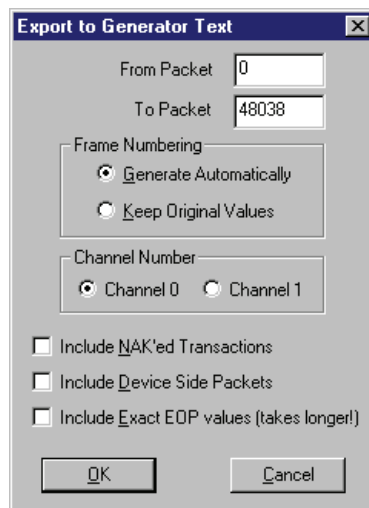 Export to Generator Text
From Packet 0
To Packet 48038
Frame Numbering
Generate Automatically
Keep Original Values
Channel Number
Channel 0 Channel 1
Include NAK'ed Transactions
Include Device Side Packets
Include Exact EOP values (takes longer!)
OK Cancel